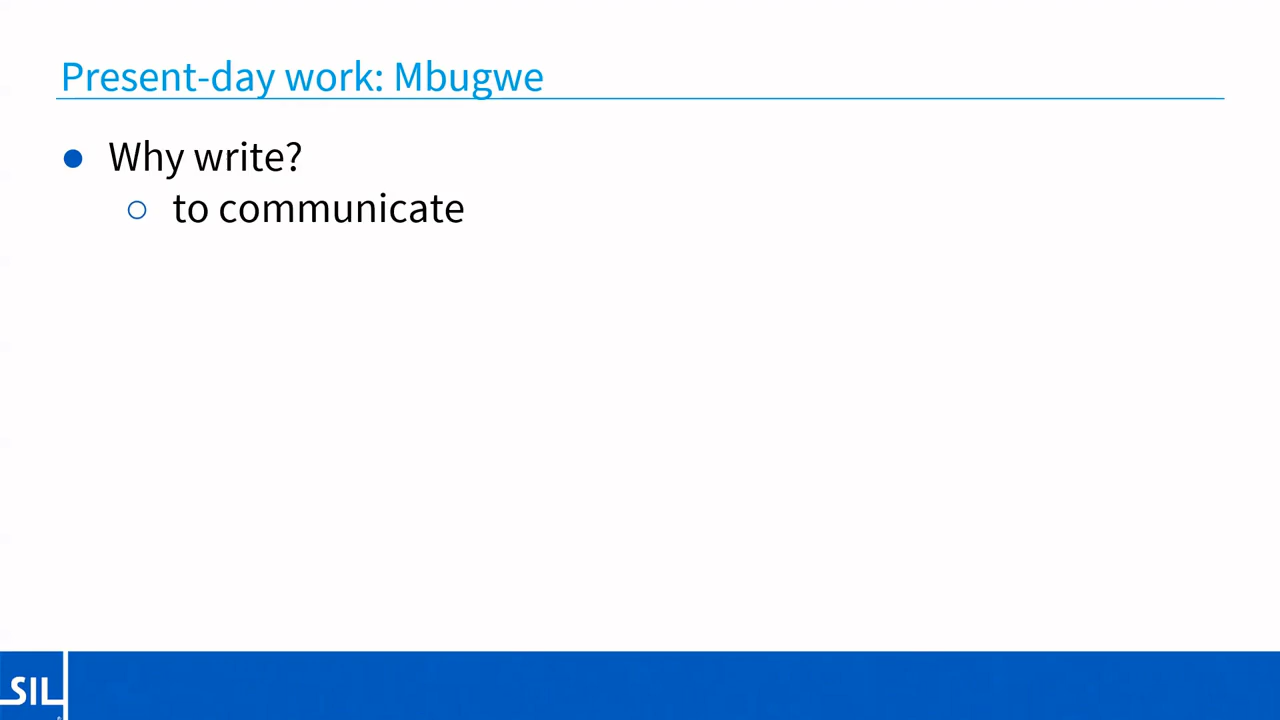 Present-day work: Mbugwe
● Why write?
○ to communicate
SIL